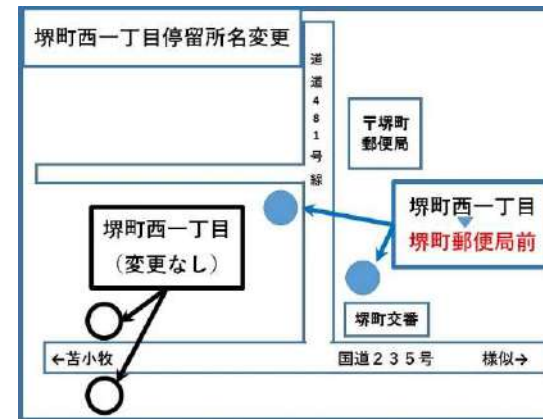 堺町西一丁目停留所名変更
道道481号線
〒堺町
郵便局
堺町西一丁目
堺町郵便局前
堺町西一丁目
（変更なし）
堺町交番
←苫小牧
国道２３５号
様似→